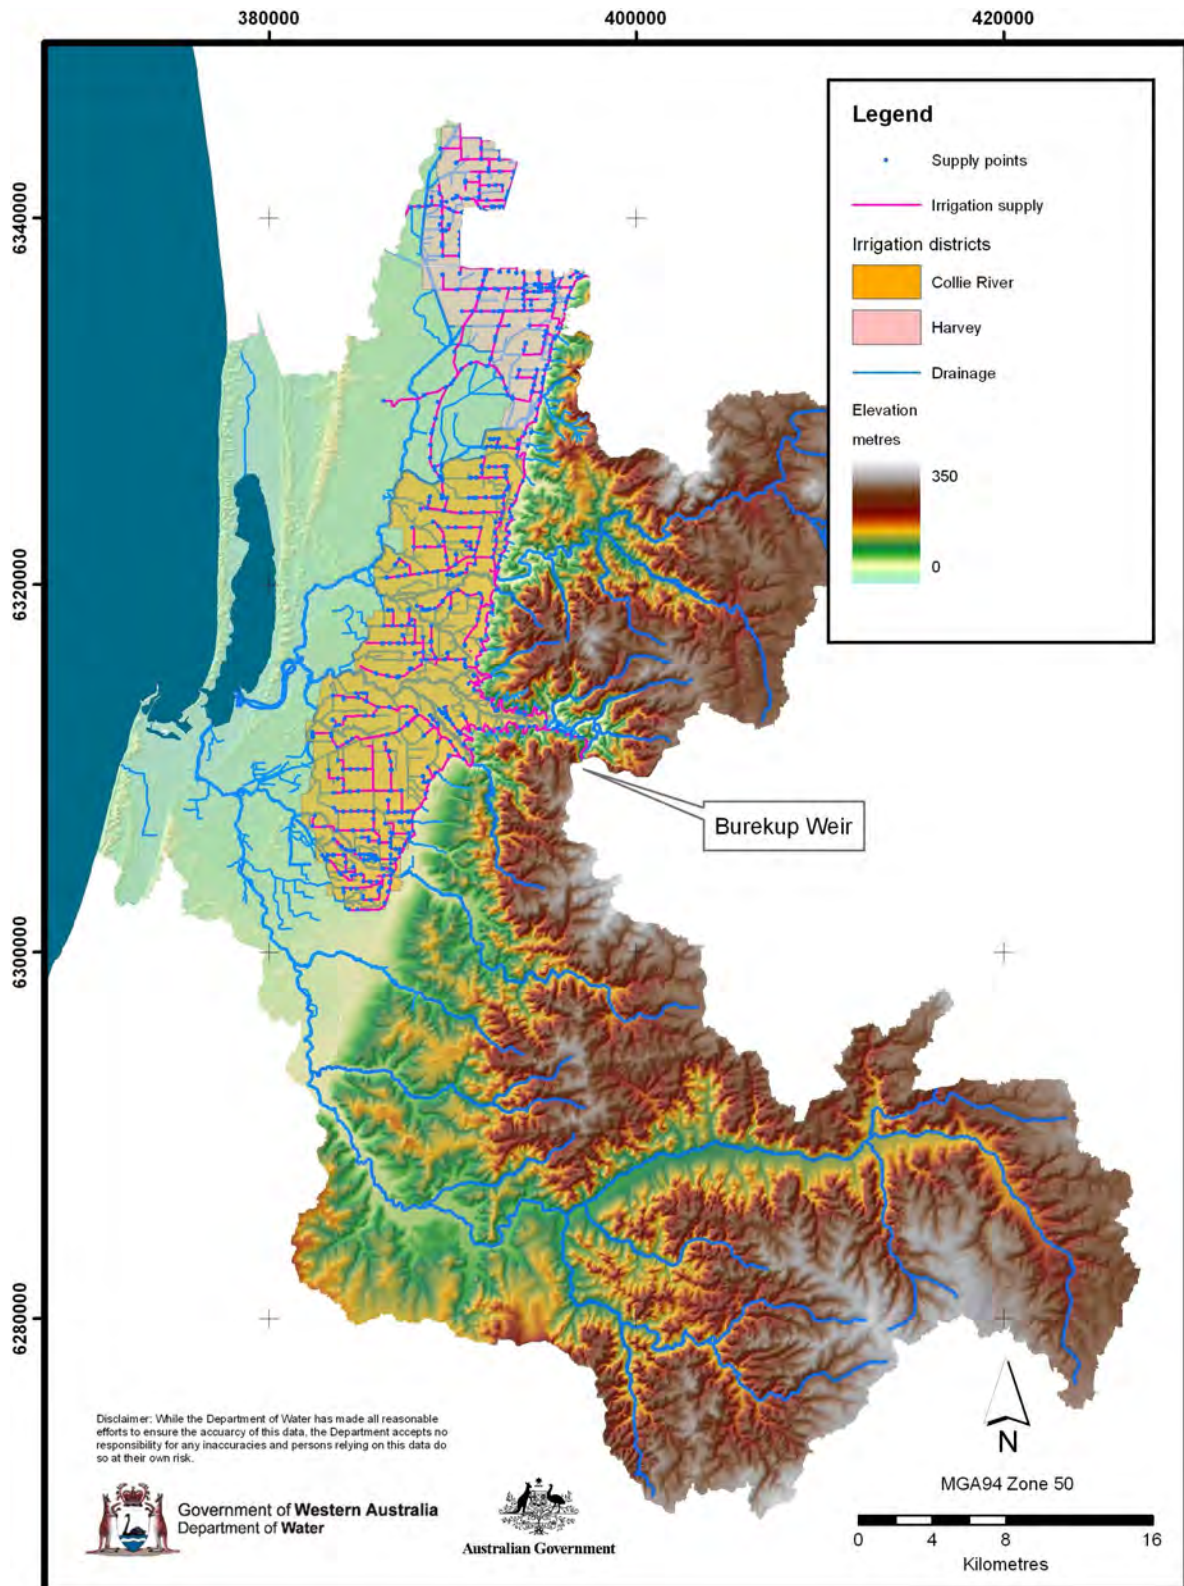 380000
400000
420000
6340000
6320000
6300000
6280000
Legend
Supply points
Irrigation supply
Irrigation districts
Collie River
Harvey
Drainage
Elevation
metres
350
0
Burekup Weir
N
MGA94 Zone 50
0 4 8 16
Kilometres
Disclaimer: While the Department of Water has made all reasonable
efforts to ensure the accuarcy of this data, the Department accepts no
responsibility for any inaccuracies and persons relying on this data do
so at their own risk.
Government of Western Australia
Department of Water
Australian Government